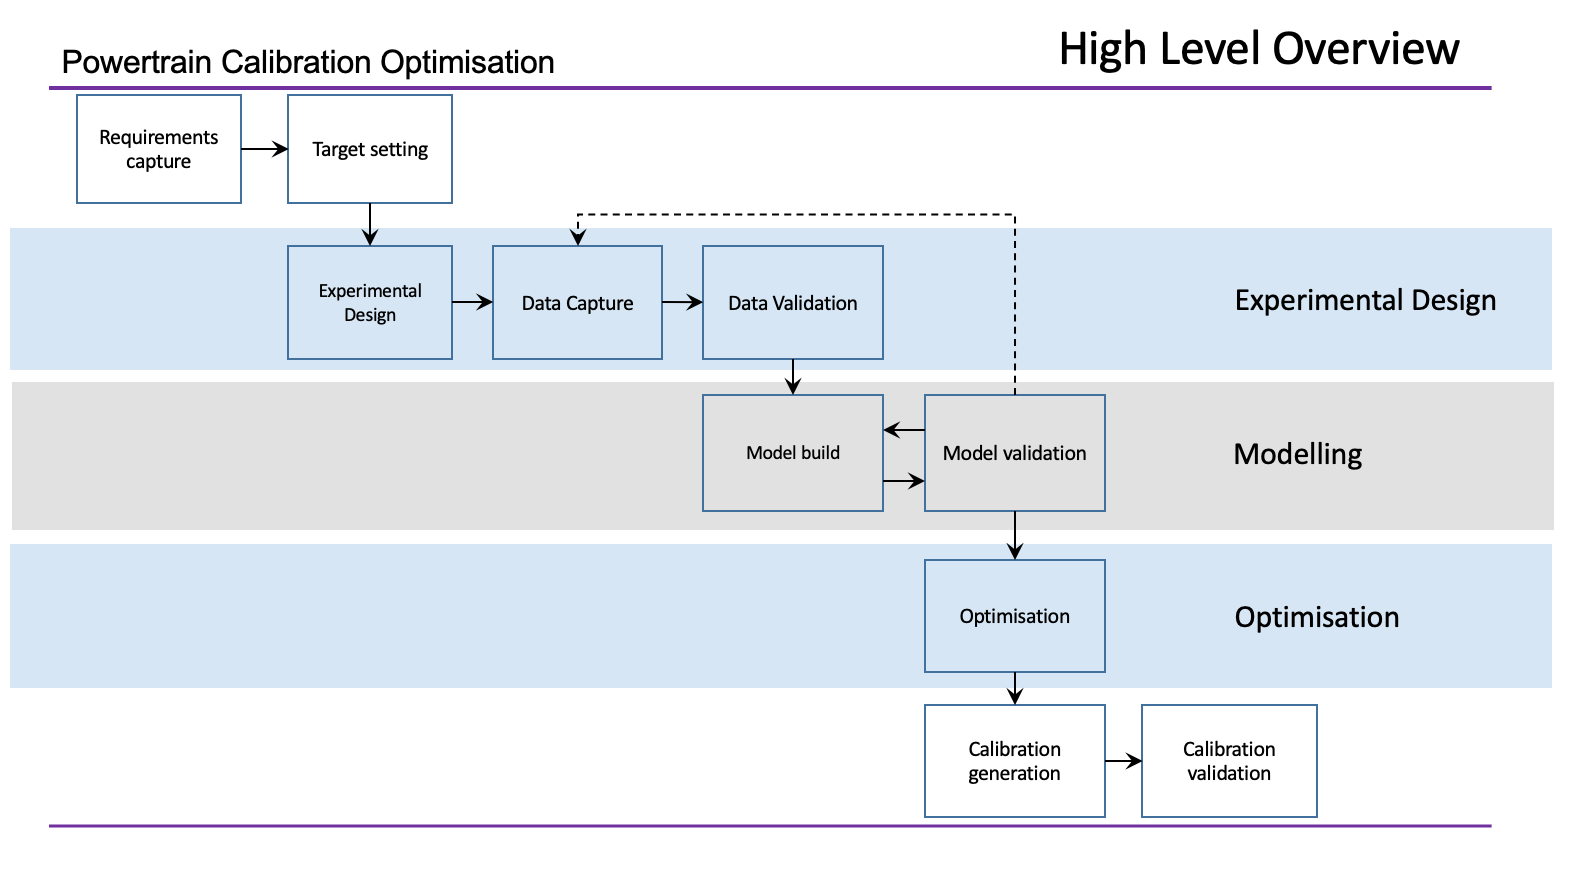 Powertrain Calibration Optimisation
High Level Overview
Requirements
capture
Target setting
Experimental
Design
Data Capture
Data Validation
Experimental Design
Model build
Model validation
Modelling
Optimisation
Optimisation
Calibration
generation
Calibration
validation